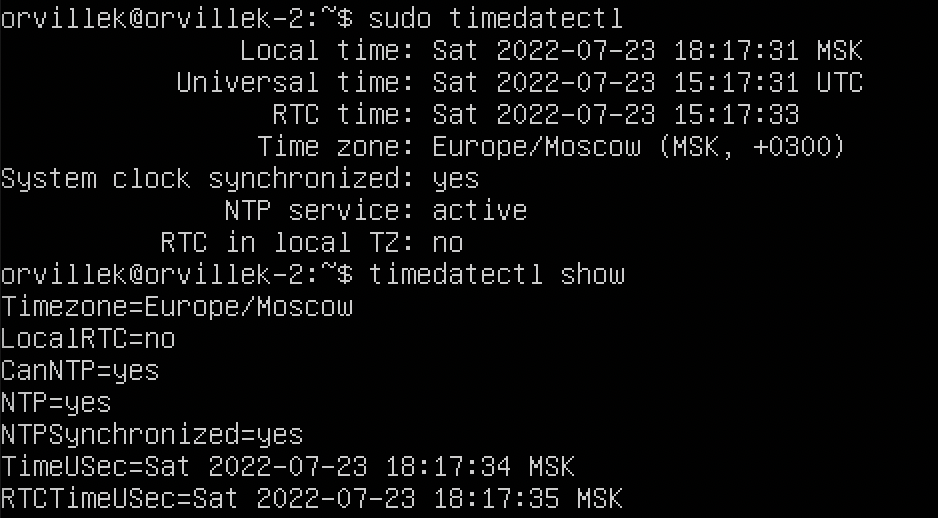 orvillek@orvillek-2:~$ sudo timedatectl
Local time: Sat 2022-07-23 18:17:31 MSK
Universal time: Sat 2022-07-23 15:17:31 UTC
RTC time: Sat 2022-07-23 15:17:33
Time zone: Europe/Moscow (MSK, +0300)
System clock synchronized: yes
NTP service: active
RTC in local TZ: no
orvillek@orvillek-2:~$ timedatectl show
Timezone=Europe/Moscow
LocalRTC=no
CanNTP=yes
NTP=yes
NTPSynchronized=yes
TimeUSec=Sat 2022-07-23 18:17:34 MSK
RTCTimeUSec=Sat 2022-07-23 18:17:35 MSK